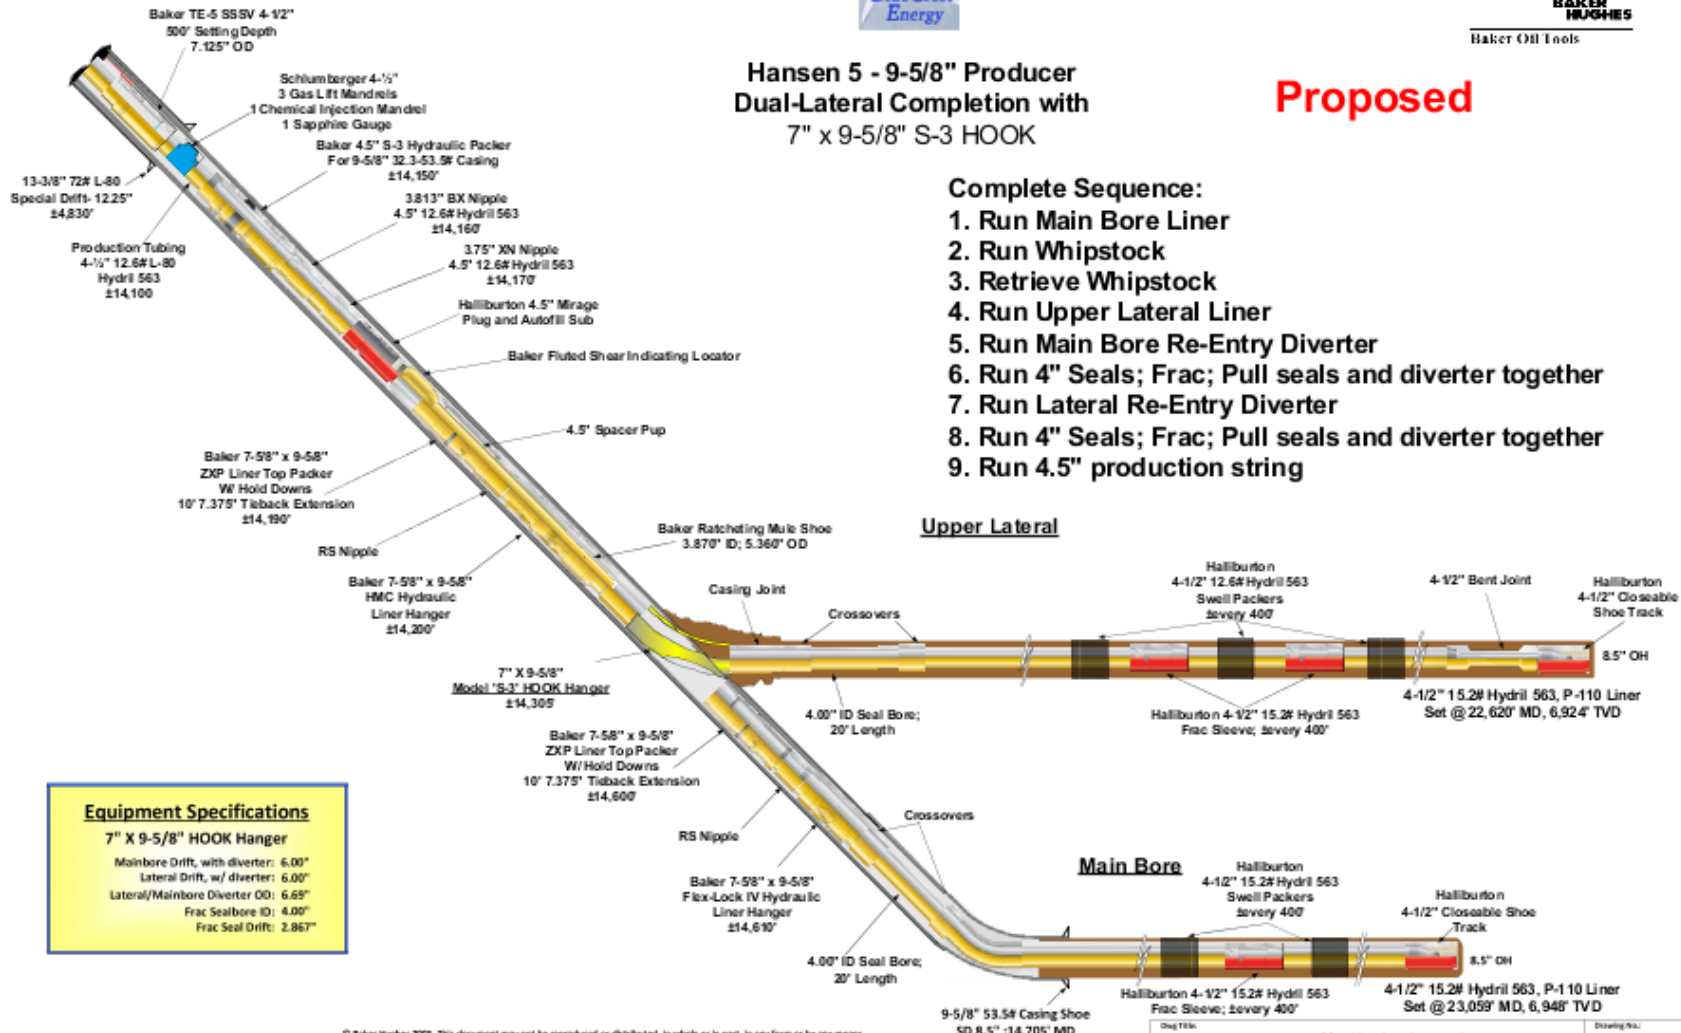 Energy
BAKER
HUGHES
Baker Oil Tools
Hansen 5 - 9-5/8" Producer
Dual-Lateral Completion with
7" x 9-5/8" S-3 HOOK
Proposed
Complete Sequence:
1. Run Main Bore Liner
2. Run Whipstock
3. Retrieve Whipstock
4. Run Upper Lateral Liner
5. Run Main Bore Re-Entry Diverter
6. Run 4" Seals; Frac; Pull seals and diverter together
7. Run Lateral Re-Entry Diverter
8. Run 4" Seals; Frac; Pull seals and diverter together
9. Run 4.5" production string
Baker TE-5 SSSV 4-1/2"
500' Setting Depth
7.125" OD
Schlumberger 4-½"
3 Gas Lift Mandrels
1 Chemical Injection Mandrel
1 Sapphire Gauge
Baker 4.5" S-3 Hydraulic Packer
For 9-5/8" 32.3-53.5# Casing
±14,150'
13-3/8" 72# L-80
Special Drift- 12.25"
±4,830'
3.813" BX Nipple
4.5" 12.6# Hydril 563
±14,160'
Production Tubing
4-½" 12.6# L-80
Hydril 563
±14,100
3.75" XN Nipple
4.5" 12.6# Hydril 563
±14,170'
Halliburton 4.5" Mirage
Plug and Autofill Sub
Baker Fluted Shear Indicating Locator
4.5" Spacer Pup
Baker 7-5/8" x 9-5/8"
ZXP Liner Top Packer
W/ Hold Downs
10' 7.375" Tieback Extension
±14,190'
RS Nipple
Baker Ratcheting Mule Shoe
3.870" ID; 5.360" OD
Baker 7-5/8" x 9-5/8"
HMC Hydraulic
Liner Hanger
±14,200'
Upper Lateral
Casing Joint
Crossovers
Halliburton
4-1/2" 12.6# Hydril 563
Swell Packers
±every 400'
4-1/2" Bent Joint
Halliburton
4-1/2" Closeable
Shoe Track
8.5" OH
7" X 9-5/8"
Model 'S-3' HOOK Hanger
±14,305'
4.00" ID Seal Bore;
20' Length
Halliburton 4-1/2" 15.2# Hydril 563
Frac Sleeve; ±every 400'
4-1/2" 15.2# Hydril 563, P-110 Liner
Set @ 22,620' MD, 6,924' TVD
Baker 7-5/8" x 9-5/8"
ZXP Liner Top Packer
W/ Hold Downs
10' 7.375" Tieback Extension
±14,600'
RS Nipple
Crossovers
Equipment Specifications
7" X 9-5/8" HOOK Hanger
Mainbore Drift, with diverter: 6.00"
Lateral Drift, w/ diverter: 6.00"
Lateral/Mainbore Diverter OD: 6.69"
Frac Sealbore ID: 4.00"
Frac Seal Drift: 2.867"
Baker 7-5/8" x 9-5/8"
Flex-Lock IV Hydraulic
Liner Hanger
±14,610'
Main Bore
Halliburton
4-1/2" 15.2# Hydril 563
Swell Packers
±every 400'
Halliburton
4-1/2" Closeable Shoe
Track
8.5" OH
4.00" ID Seal Bore;
20' Length
Halliburton 4-1/2" 15.2# Hydril 563
Frac Sleeve; ±every 400'
4-1/2" 15.2# Hydril 563, P-110 Liner
Set @ 23,059' MD, 6,948' TVD
9-5/8" 53.5# Casing Shoe
Dwg Title:
Drawing No.: